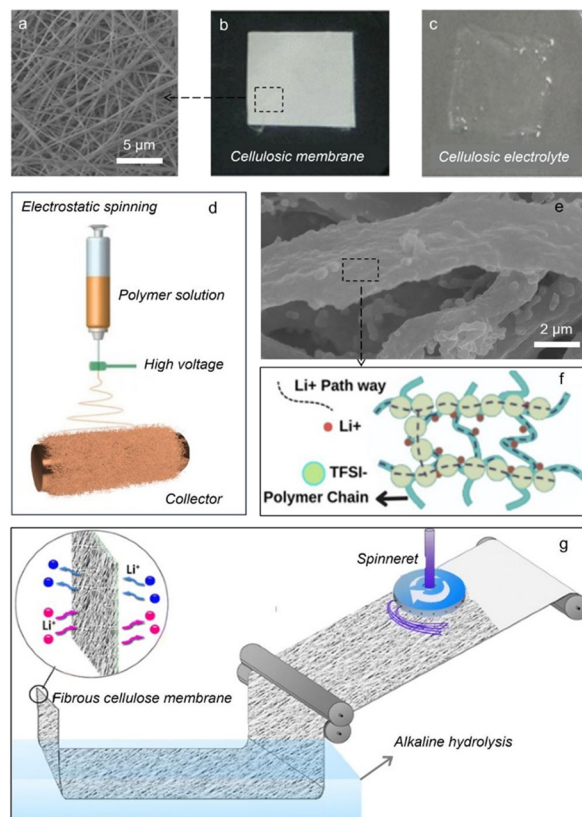 a
5 µm
b
Cellulosic membrane
c
Cellulosic electrolyte
Electrostatic spinning
d
Polymer solution
High voltage
Collector
e
2 µm
f
Li+ Path way
Li+
TFSI-
Polymer Chain
g
Spinneret
Li⁺
Li⁺
Fibrous cellulose membrane
Alkaline hydrolysis